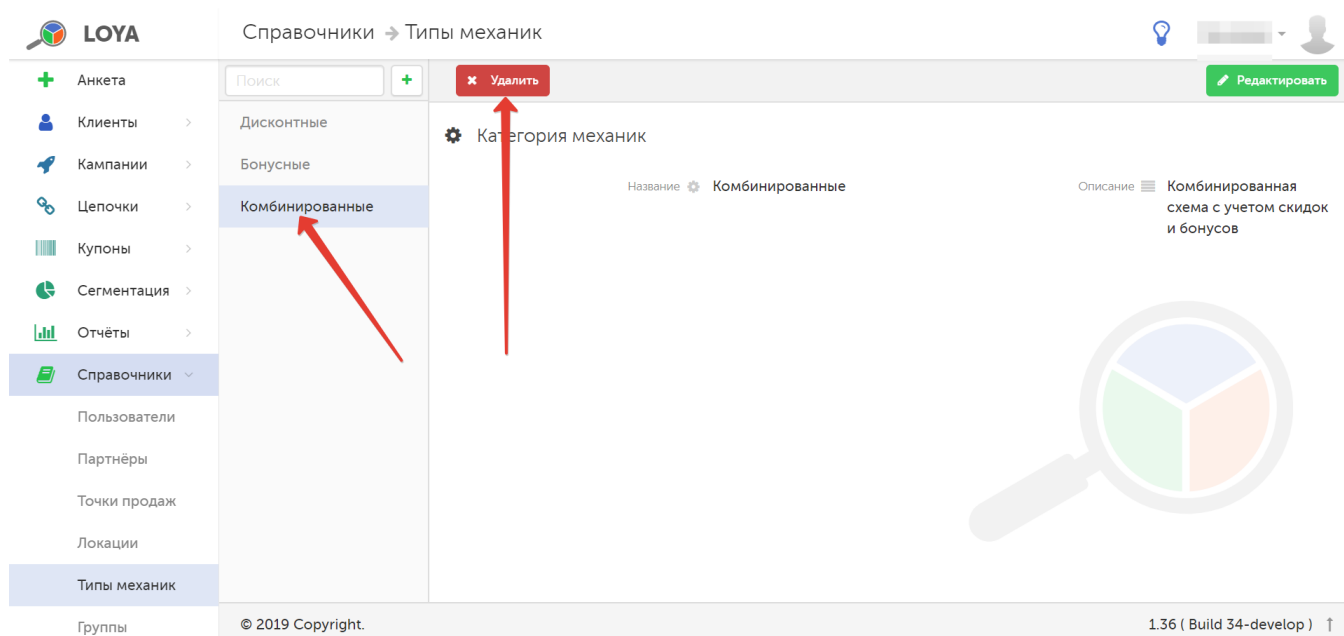 LOYA
Справочники → Типы механик
Анкета
Клиенты
Кампании
Цепочки
Купоны
Сегментация
Отчёты
Справочники
Пользователи
Партнёры
Точки продаж
Локации
Типы механик
Группы
Поиск
Дисконтные
Бонусные
Комбинированные
Удалить
Редактировать
Категория механик
Название
Комбинированные
Описание
Комбинированная
схема с учетом скидок
и бонусов
© 2019 Copyright.
1.36 ( Build 34-develop )